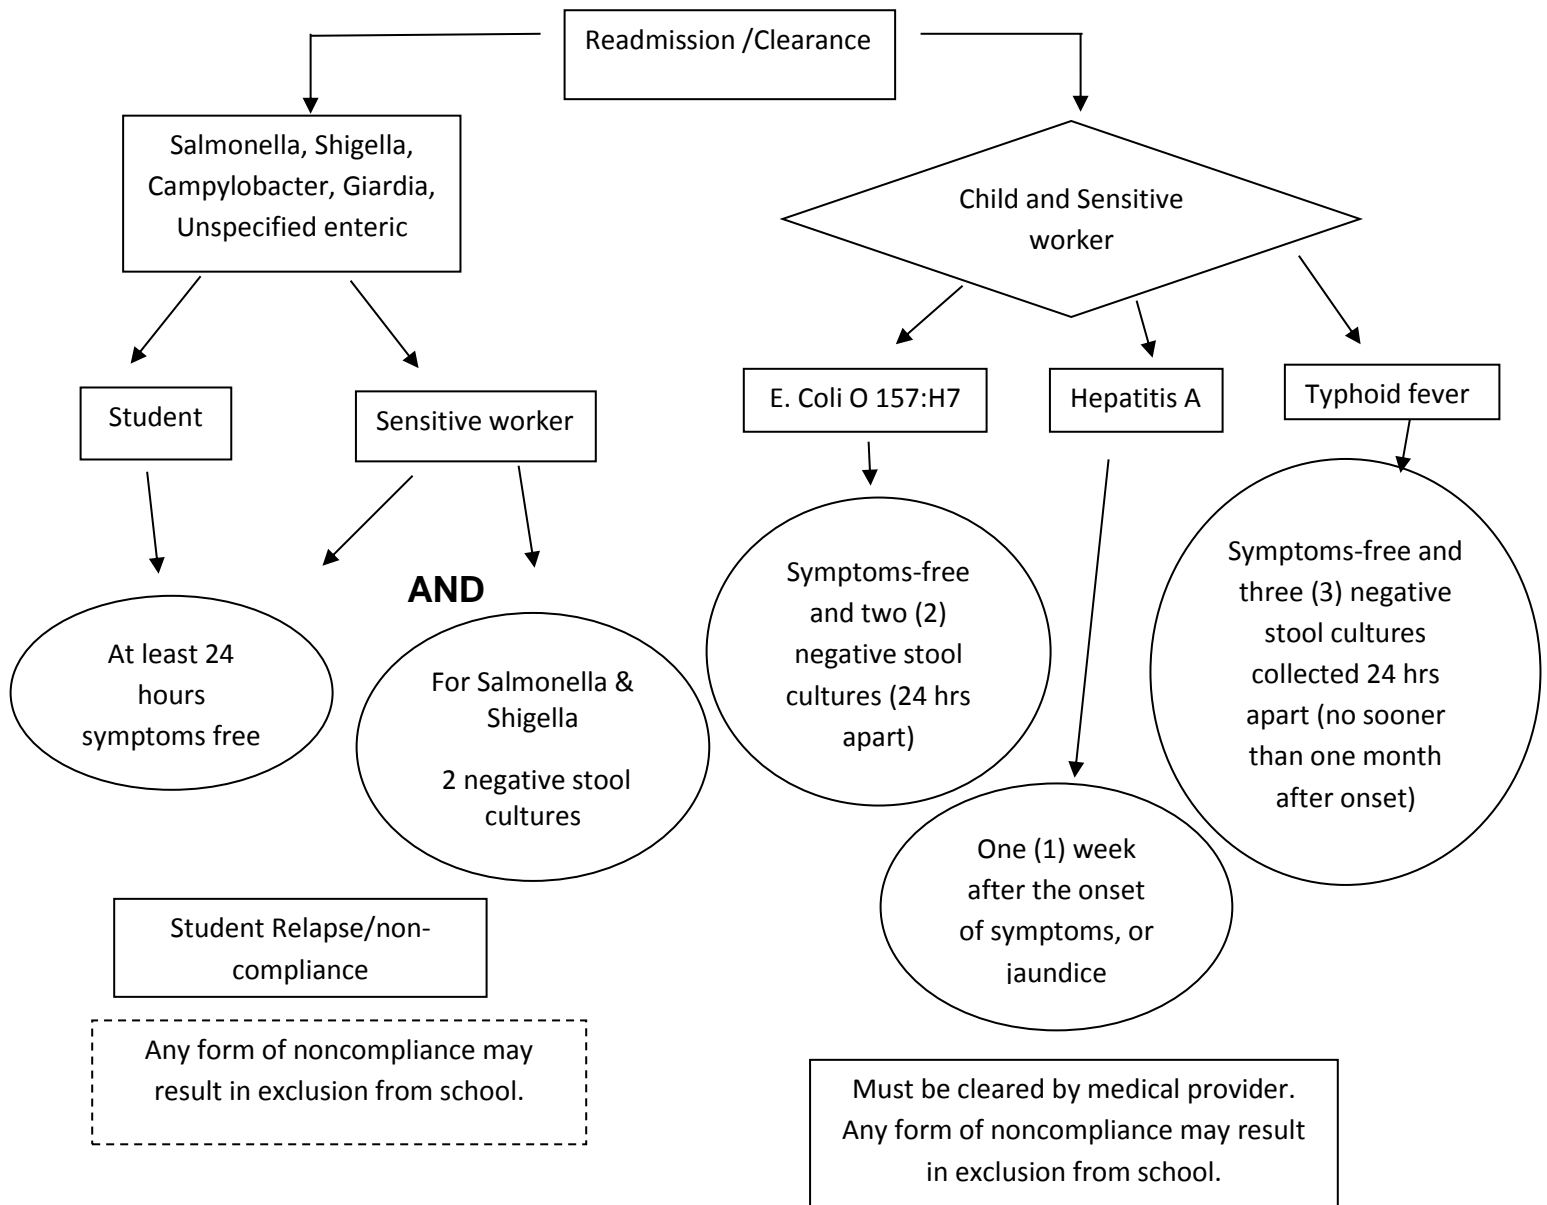 Readmission /Clearance
Salmonella, Shigella,
Campylobacter, Giardia,
Unspecified enteric
Child and Sensitive
worker
Student
Sensitive worker
E. Coli O 157:H7
Hepatitis A
Typhoid fever
AND
At least 24
hours
symptoms free
For Salmonella &
Shigella
2 negative stool
cultures
Symptoms-free
and two (2)
negative stool
cultures (24 hrs
apart)
Symptoms-free and
three (3) negative
stool cultures
collected 24 hrs
apart (no sooner
than one month
after onset)
One (1) week
after the onset
of symptoms, or
jaundice
Student Relapse/non-
compliance
Any form of noncompliance may
result in exclusion from school.
Must be cleared by medical provider.
Any form of noncompliance may result
in exclusion from school.